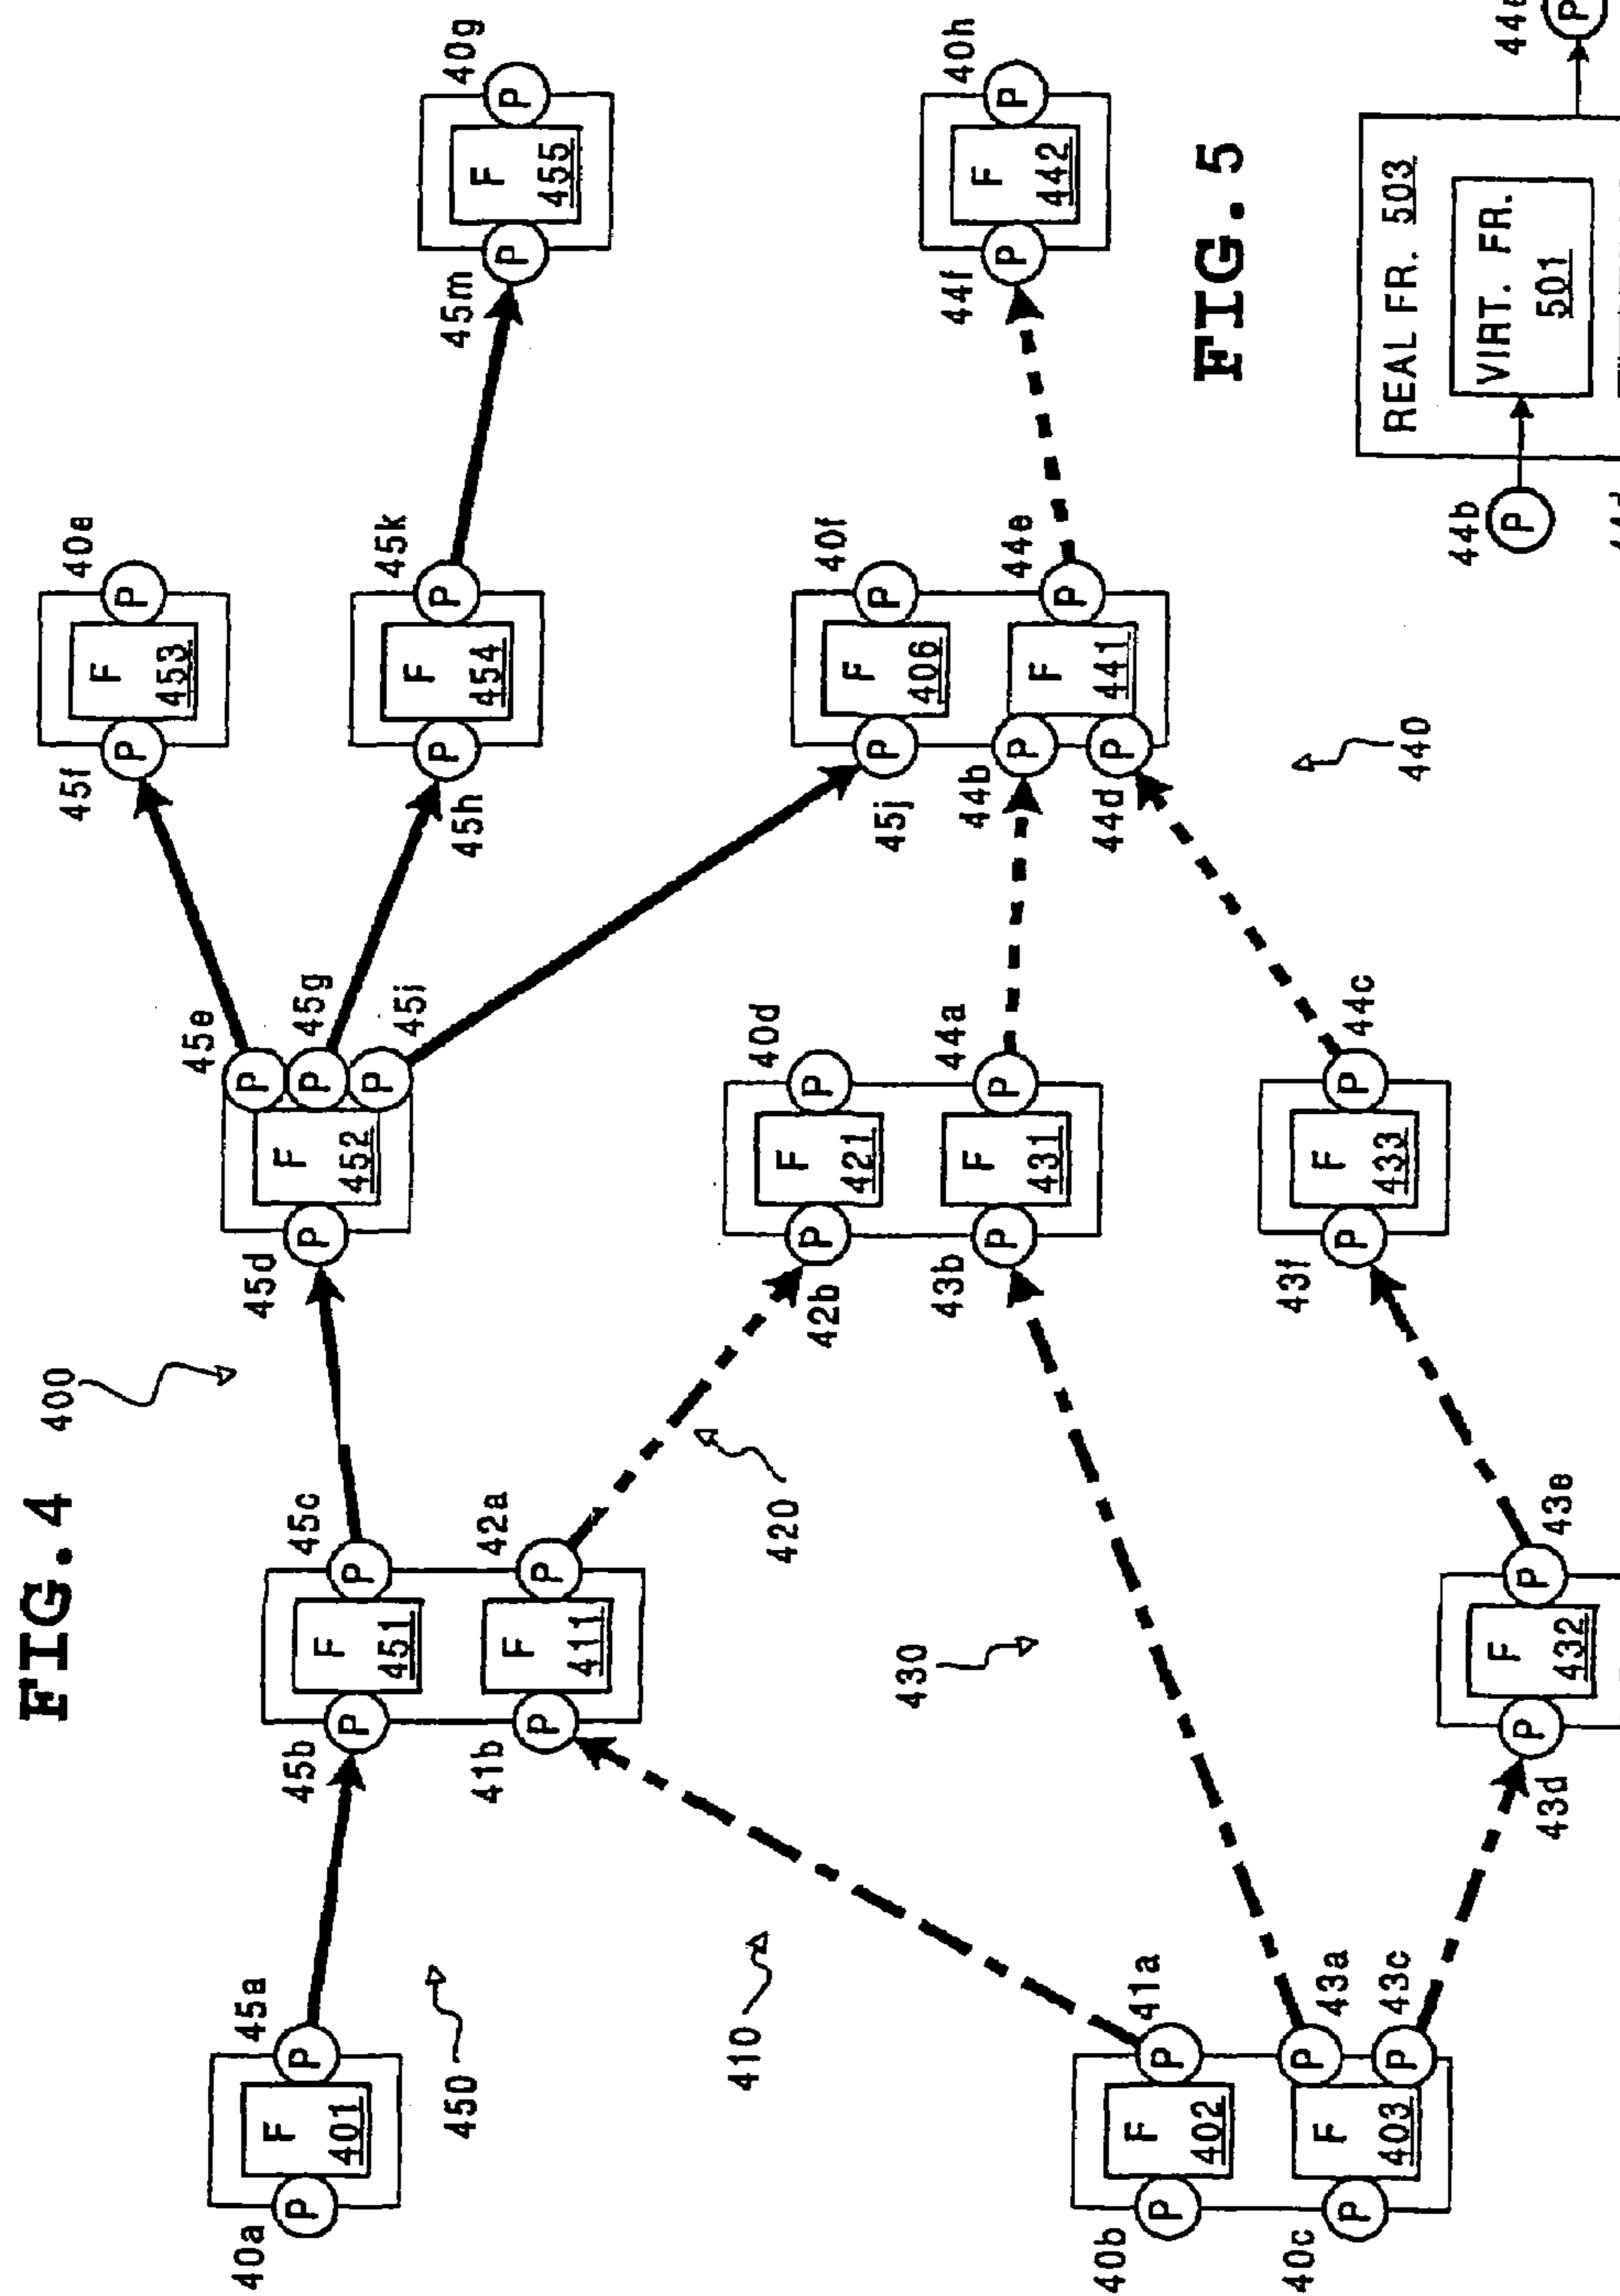 FIG. 4
400
40a
P
F
401
P
45a
450
45b
P
F
451
P
45c
41b
P
F
411
P
42a
45d
P
F
452
P
45e
P
45g
P
45i
45f
P
F
453
P
40e
45h
P
F
454
P
45k
45m
P
F
455
P
40g
410
420
430
40b
P
F
402
P
41a
40c
P
F
403
P
43a
P
43c
42b
P
F
421
P
40d
43b
P
F
431
P
44a
45j
P
F
406
P
40f
44b
P
44d
P
F
441
P
44e
44f
P
F
442
P
40h
440
43d
P
F
432
P
43e
43f
P
F
433
P
44c
FIG. 5
REAL FR. 503
VIRT. FR.
501
44b
P
44d
P